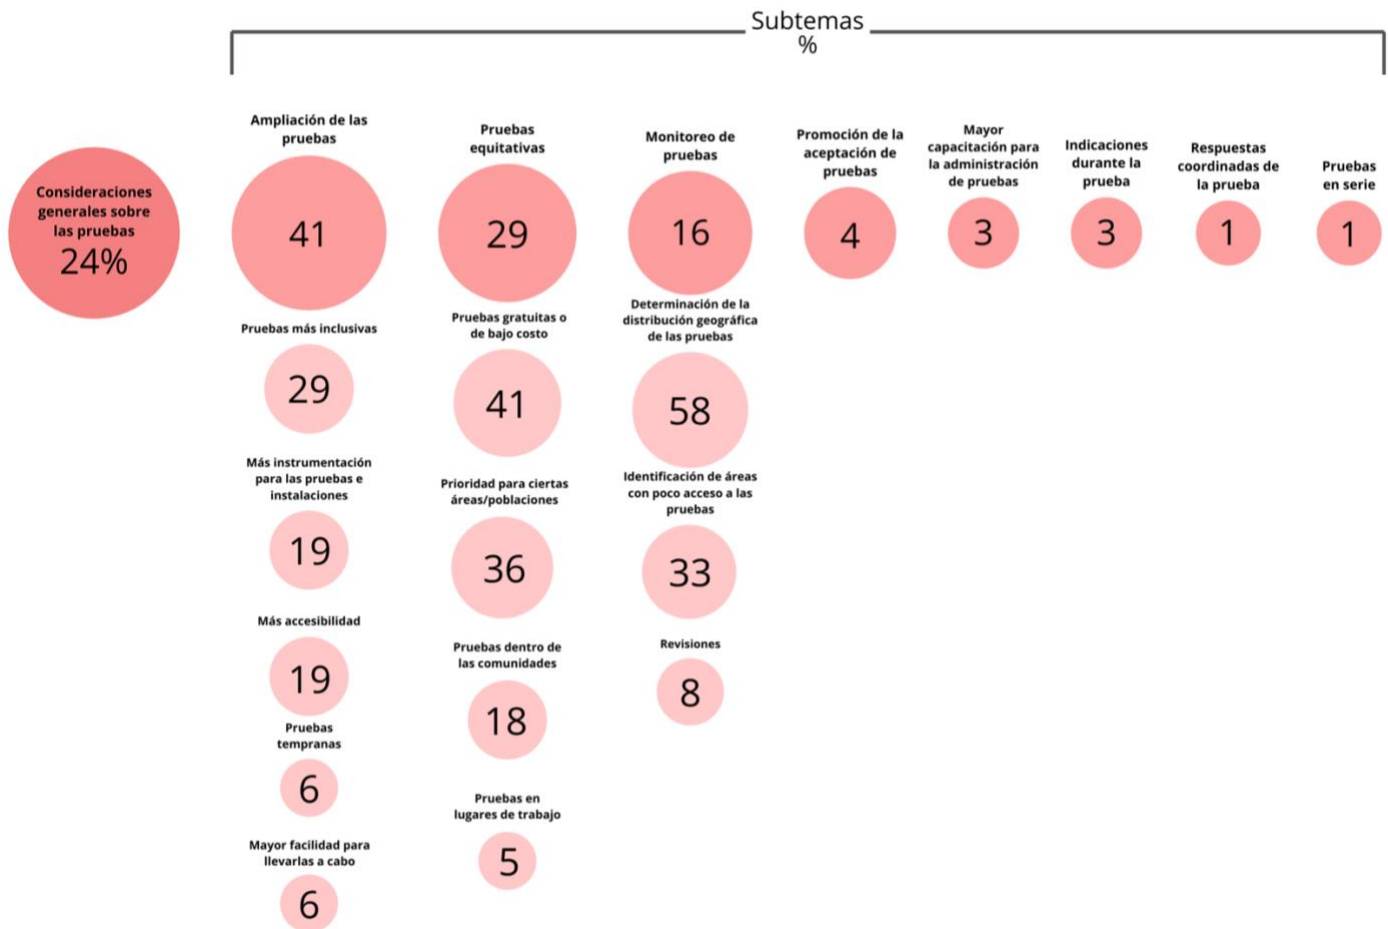 Subtemas
%
Consideraciones
generales sobre
las pruebas
24%
Ampliación de las
pruebas
41
Pruebas más inclusivas
29
Más instrumentación
para las pruebas e
instalaciones
19
Más accesibilidad
19
Pruebas
tempranas
6
Mayor facilidad para
llevarlas a cabo
6
Pruebas
equitativas
29
Pruebas gratuitas o
de bajo costo
41
Prioridad para ciertas
áreas/poblaciones
36
Pruebas dentro de
las comunidades
18
Pruebas en
lugares de trabajo
5
Monitoreo de
pruebas
16
Determinación de la
distribución geográfica
de las pruebas
58
Identificación de áreas
con poco acceso a las
pruebas
33
Revisiones
8
Promoción de la
aceptación de
pruebas
4
Mayor
capacitación para
la administración
de pruebas
3
Indicaciones
durante la
prueba
3
Respuestas
coordinadas de
la prueba
1
Pruebas
en serie
1